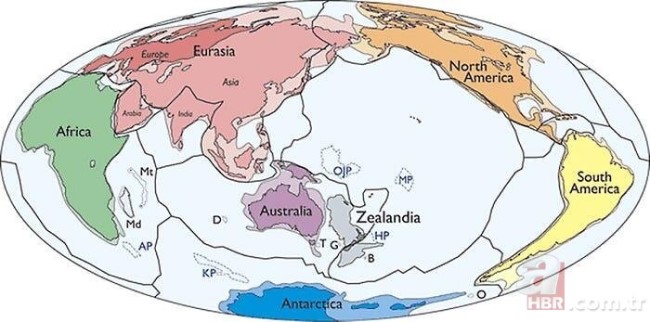 Europe
Eurasia
Asia
North
America
Africa
Arabia
India
Mt
OJP
MP
South
America
D
Australia
Zealandia
Md
AP
T
G
HP
B
KP
Antarctica
O
a
HBR.com.tr